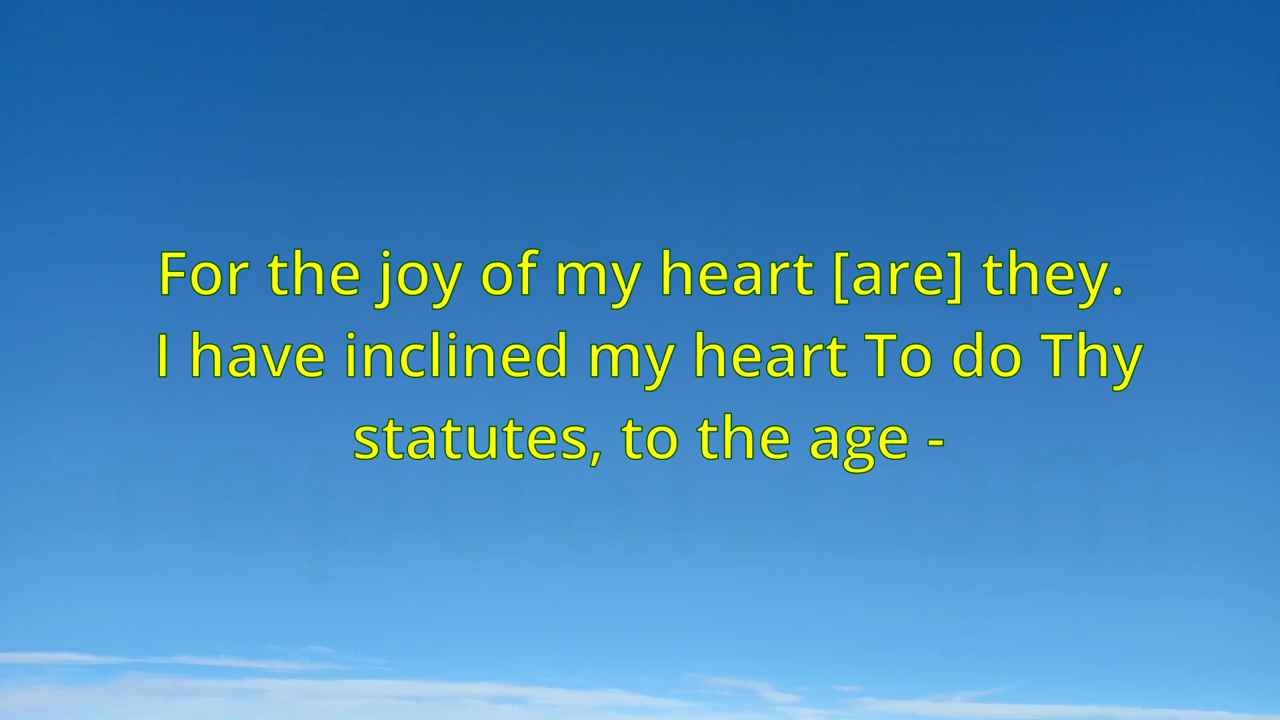 For the joy of my heart [are] they.
I have inclined my heart To do Thy
statutes, to the age -